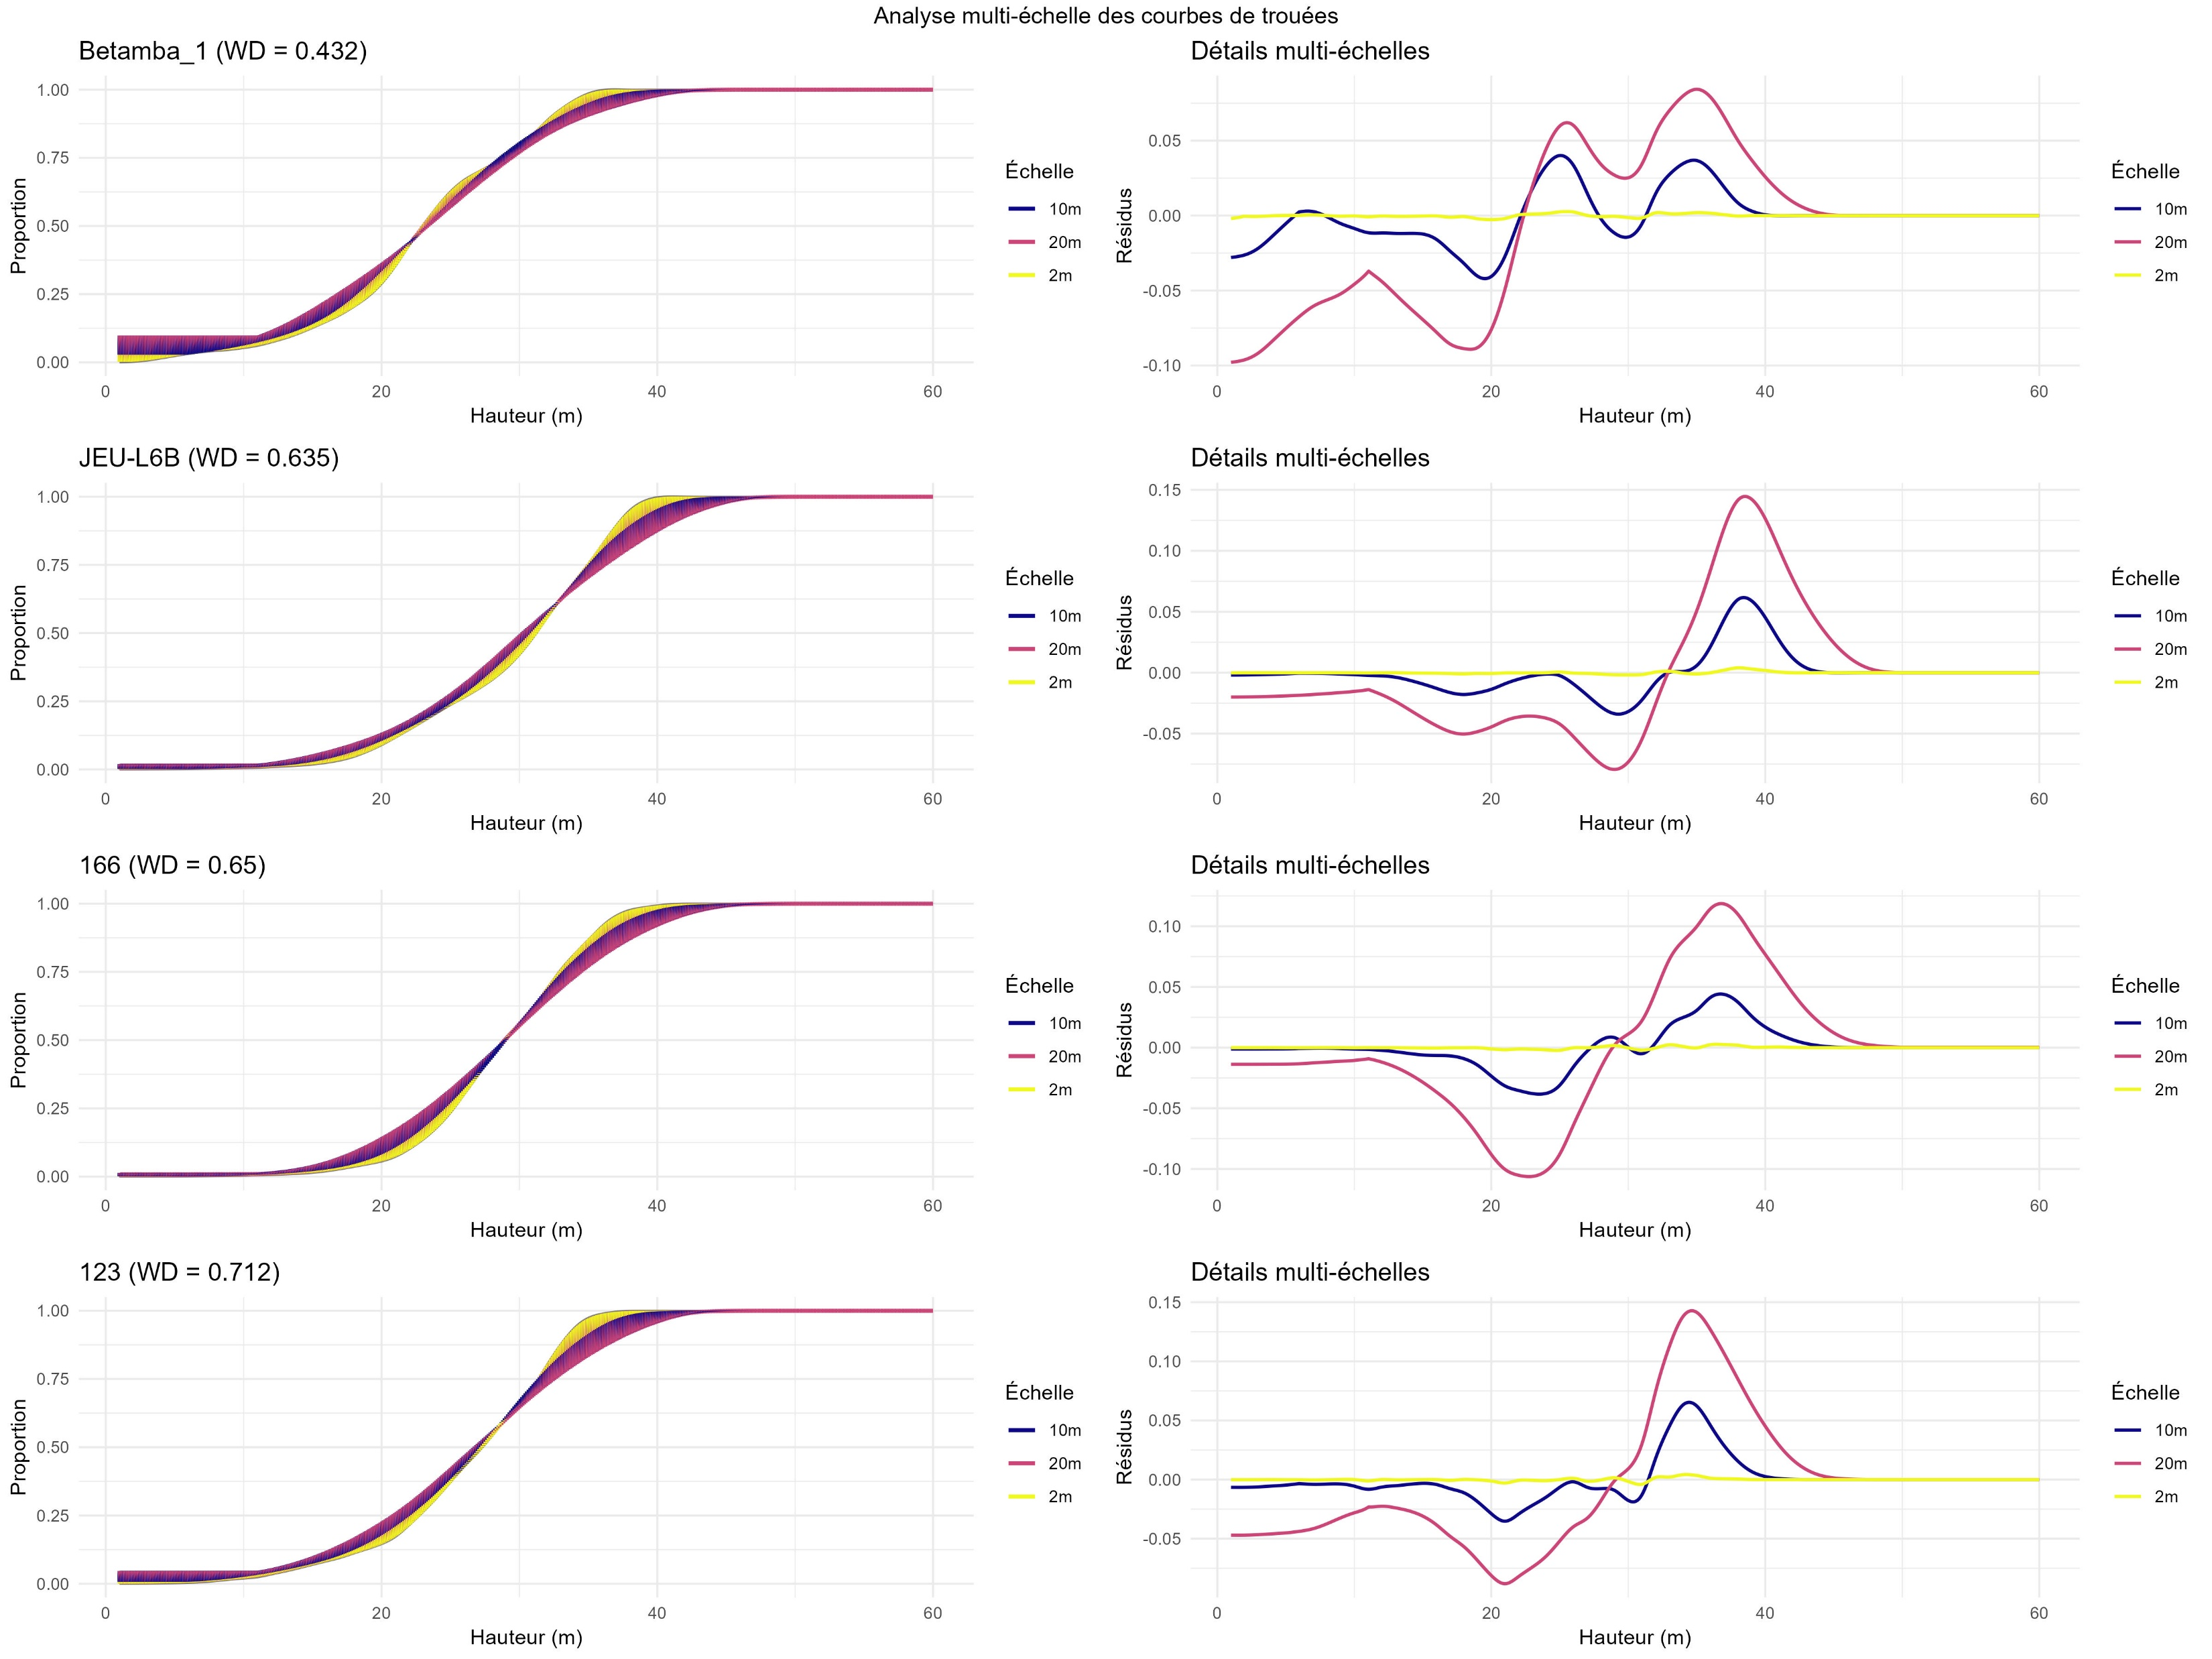 Analyse multi-échelle des courbes de trouées
Betamba_1 (WD = 0.432)
1.00
0.75
0.50
0.25
0.00
Proportion
0
20
40
60
Hauteur (m)
Échelle
10m
20m
2m
Détails multi-échelles
0.05
0.00
-0.05
-0.10
Résidus
0
20
40
60
Hauteur (m)
Échelle
10m
20m
2m
JEU-L6B (WD = 0.635)
1.00
0.75
0.50
0.25
0.00
Proportion
0
20
40
60
Hauteur (m)
Échelle
10m
20m
2m
Détails multi-échelles
0.15
0.10
0.05
0.00
-0.05
Résidus
0
20
40
60
Hauteur (m)
Échelle
10m
20m
2m
166 (WD = 0.65)
1.00
0.75
0.50
0.25
0.00
Proportion
0
20
40
60
Hauteur (m)
Échelle
10m
20m
2m
Détails multi-échelles
0.10
0.05
0.00
-0.05
-0.10
Résidus
0
20
40
60
Hauteur (m)
Échelle
10m
20m
2m
123 (WD = 0.712)
1.00
0.75
0.50
0.25
0.00
Proportion
0
20
40
60
Hauteur (m)
Échelle
10m
20m
2m
Détails multi-échelles
0.15
0.10
0.05
0.00
-0.05
Résidus
0
20
40
60
Hauteur (m)
Échelle
10m
20m
2m